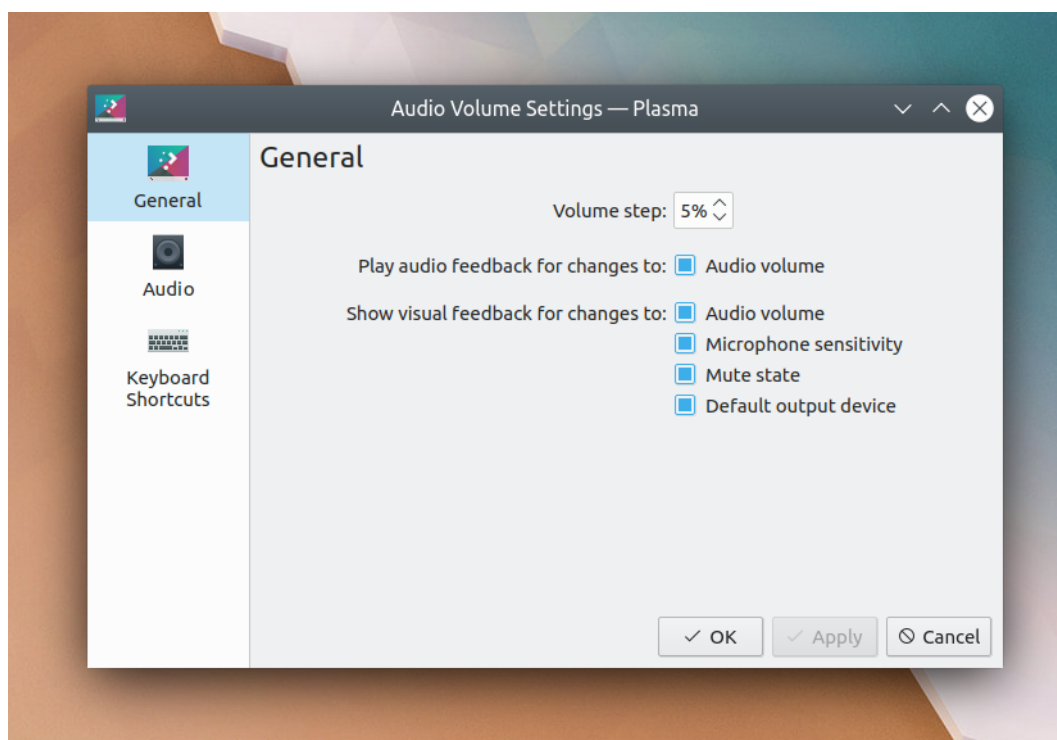 Audio Volume Settings — Plasma
General
Audio
Keyboard
Shortcuts
General
Volume step: 5%
Play audio feedback for changes to: Audio volume
Show visual feedback for changes to: Audio volume
Microphone sensitivity
Mute state
Default output device
OK Apply Cancel